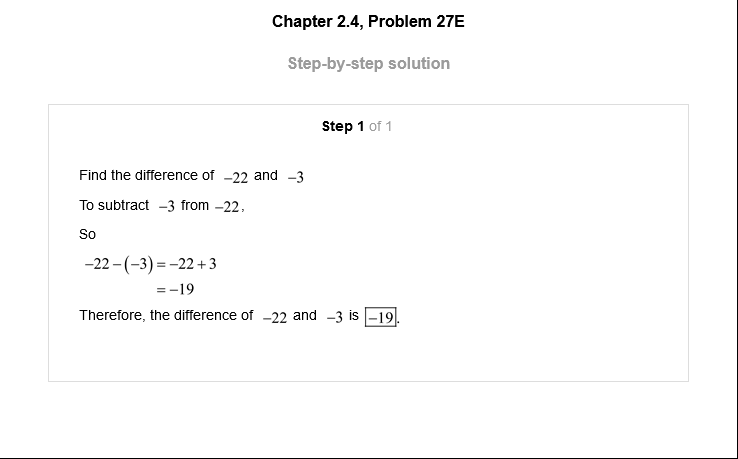 Chapter 2.4, Problem 27E
Step-by-step solution
Step 1 of 1
Find the difference of −22 and −3
To subtract −3 from −22,
So
−22−(−3)=−22+3
=−19
Therefore, the difference of −22 and −3 is −19.